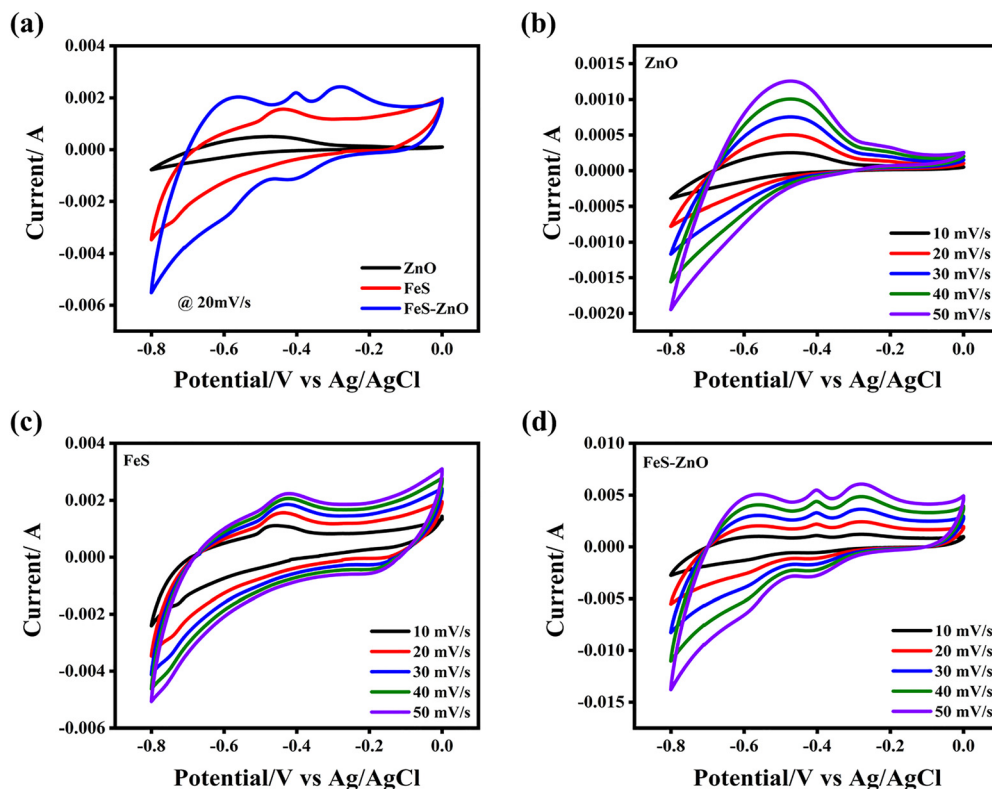 (a)
0.004
0.002
0.000
-0.002
-0.004
-0.006
Current/ A
@ 20mV/s
ZnO
FeS
FeS-ZnO
-0.8 -0.6 -0.4 -0.2 0.0
Potential/V vs Ag/AgCl
(b)
ZnO
0.0015
0.0010
0.0005
0.0000
-0.0005
-0.0010
-0.0015
-0.0020
Current/ A
10 mV/s
20 mV/s
30 mV/s
40 mV/s
50 mV/s
-0.8 -0.6 -0.4 -0.2 0.0
Potential/V vs Ag/AgCl
(c)
FeS
0.004
0.002
0.000
-0.002
-0.004
-0.006
Current/ A
10 mV/s
20 mV/s
30 mV/s
40 mV/s
50 mV/s
-0.8 -0.6 -0.4 -0.2 0.0
Potential/V vs Ag/AgCl
(d)
FeS-ZnO
0.010
0.005
0.000
-0.005
-0.010
-0.015
Current/ A
10 mV/s
20 mV/s
30 mV/s
40 mV/s
50 mV/s
-0.8 -0.6 -0.4 -0.2 0.0
Potential/V vs Ag/AgCl